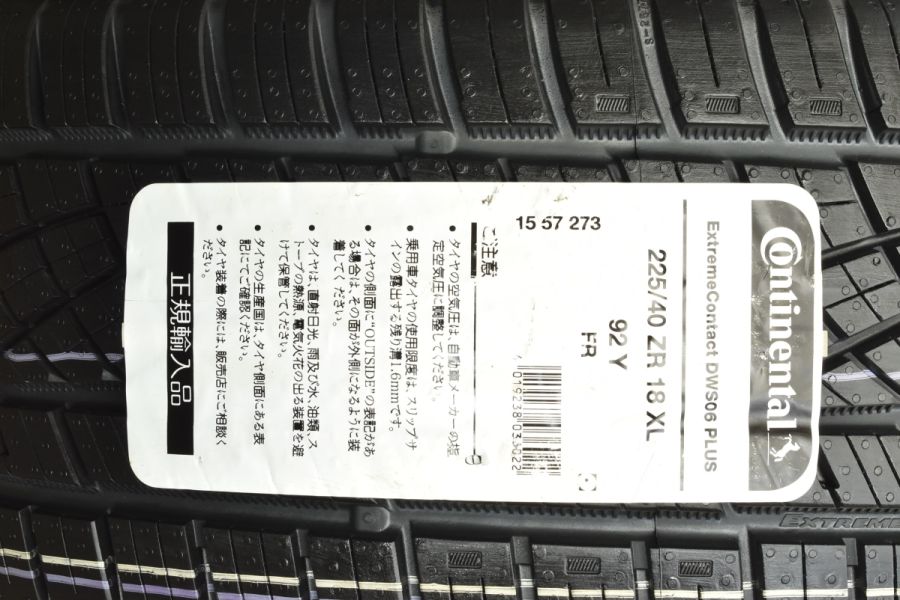 Continental
ExtremeContact DWS06 PLUS
225/40 ZR 18 XL
92 Y
FR
15 57 273
ご注意
• タイヤの空気圧は、自動車メーカーの指
定空気圧に調整してください。
• 乗用車タイヤの使用限度は、スリップサ
インの露出する残り溝1.6mmです。
• タイヤの側面に"OUTSIDE"の表記があ
る場合は、その面が外側になるように装
着してください。
• タイヤは、直射日光、雨及び水、油類、ス
トーブの熱源、電気火花の出る装置を避
けて保管してください。
• タイヤの生産国は、タイヤ側面にある表
記にてご確認ください。
• タイヤ装着の際には、販売店にご相談く
ださい。
正規輸入品
EXTREME